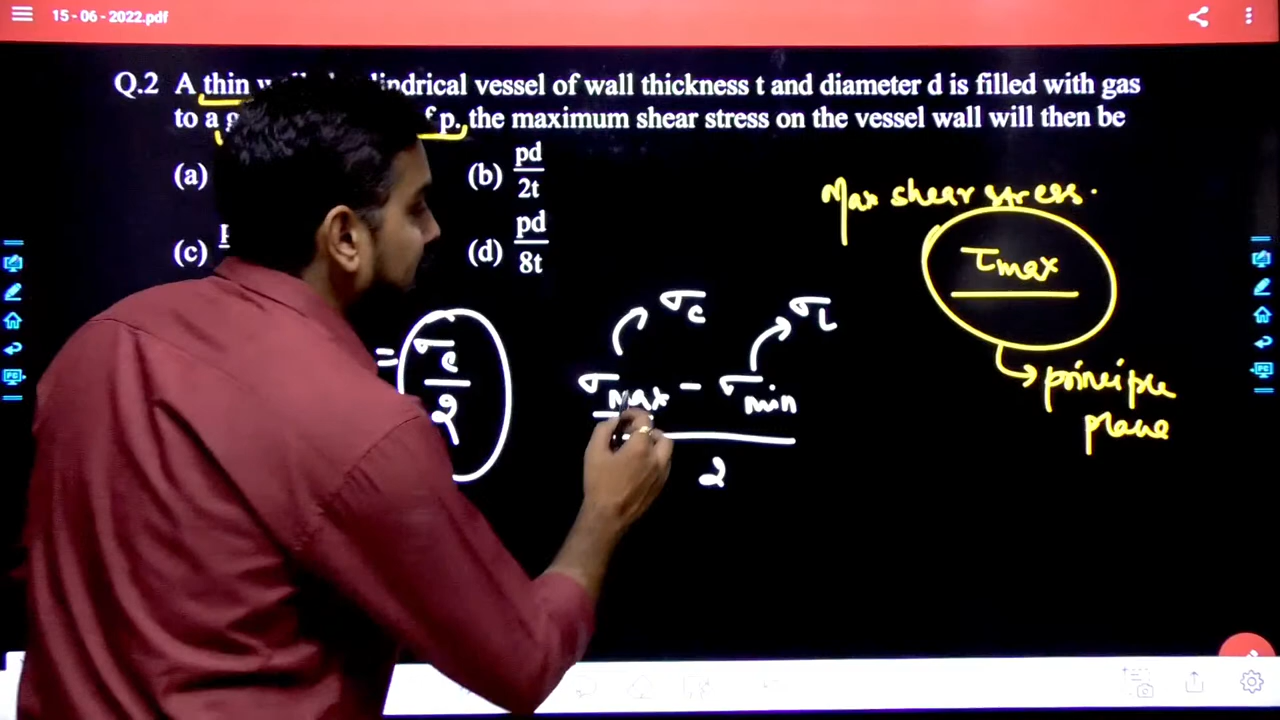 15 - 06 - 2022.pdf
Q.2 A thin lindrical vessel of wall thickness t and diameter d is filled with gas
to a g f p. the maximum shear stress on the vessel wall will then be
(a) (b) pd/2t
(c) (d) pd/8t
Max shear stress.
τmax
principle
plane
= σc/2
σc σL
σmax - σmin
2